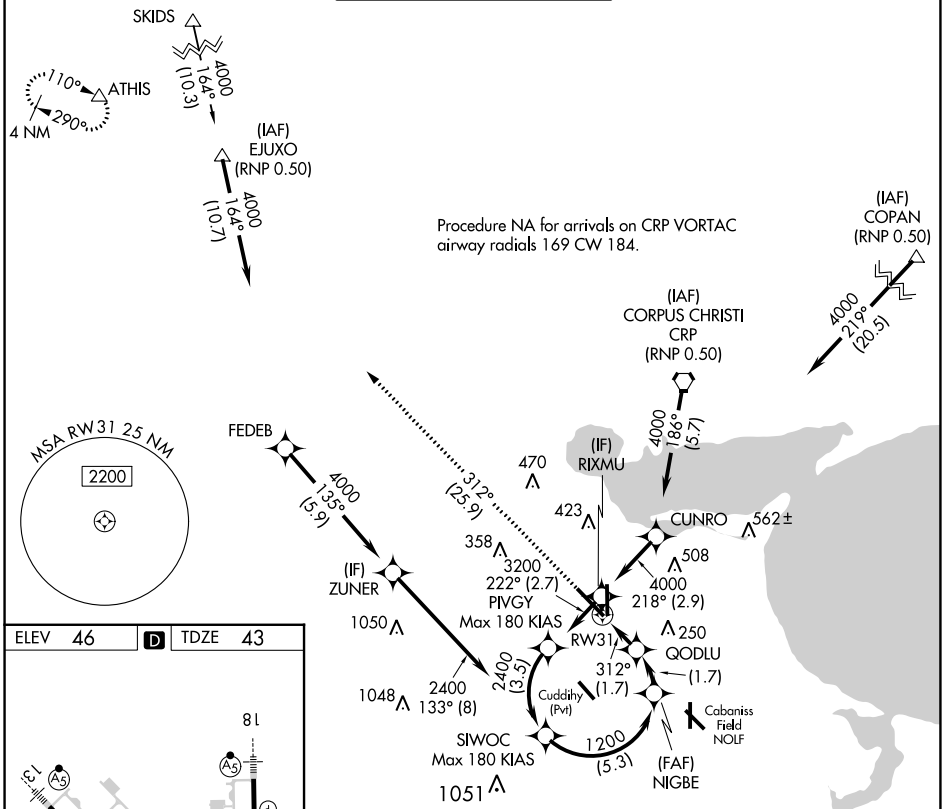 SKIDS
4000
164°
(10.3)
110°
ATHIS
290°
4 NM
(IAF)
EJUXO
(RNP 0.50)
4000
164°
(10.7)
Procedure NA for arrivals on CRP VORTAC
airway radials 169 CW 184.
(IAF)
COPAN
(RNP 0.50)
4000
219°
(20.5)
(IAF)
CORPUS CHRISTI
CRP
(RNP 0.50)
4000
186°
(5.7)
MSA RW31 25 NM
2200
FEDEB
4000
135°
(5.9)
312°
(25.9)
(IF)
RIXMU
470
423
CUNRO
562±
358
508
(IF)
ZUNER
3200
222° (2.7)
4000
218° (2.9)
PIVGY
Max 180 KIAS
1050
RW31
250
QODLU
312°
(1.7)
(1.7)
2400
(3.5)
Cuddihy
(Pvt)
1048
2400
133° (8)
Cabaniss
Field
NOLF
SIWOC
Max 180 KIAS
1200
(5.3)
(FAF)
NIGBE
1051
ELEV 46
D
TDZE 43
18
A5
13
A5